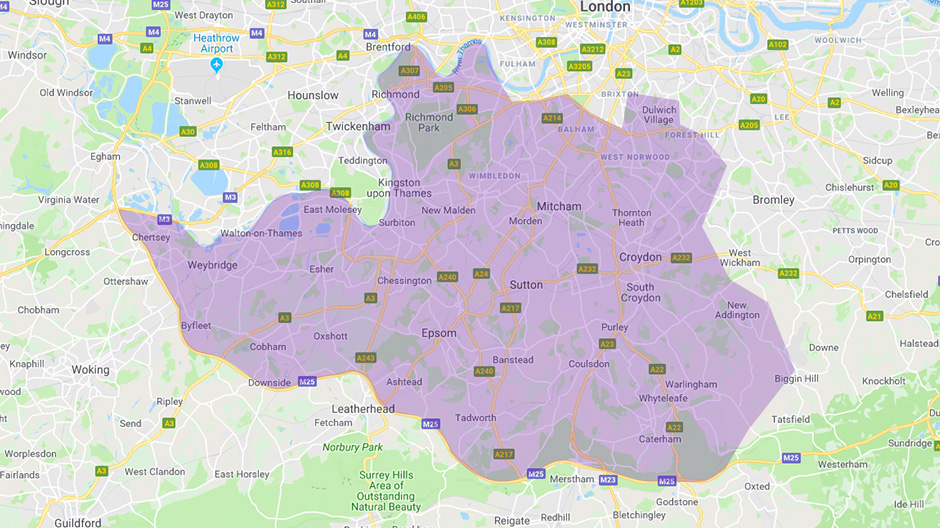 Slough
Southall
A312
A406
London
A1203
M25
West Drayton
M4
KENSINGTON
WESTMINSTER
M4
M4
M4
A4
Heathrow
Airport
Brentford
A308
A3212
A2
A102
WOOLWICH
Windsor
A312
A4
River Thames
FULHAM
A3205
A23
A307
A205
Old Windsor
Stanwell
Hounslow
Richmond
BRIXTON
A20
A2
Welling
Bexleyhea
A306
Richmond
Park
A214
Dulwich
Village
A205
LEE
Feltham
Twickenham
BALHAM
FOREST HILL
A30
A316
Egham
A308
Teddington
A3
WEST NORWOOD
Sidcup
WIMBLEDON
A308
A308
Kingston
upon Thames
Chislehurst
A20
Virginia Water
M3
Bromley
East Molesey
New Malden
Mitcham
Thornton
Heath
M3
Surbiton
Morden
ningdale
Chertsey
Walton-on-Thames
PETTS WOOD
Longcross
Weybridge
Esher
Croydon
A232
West
Wickham
Orpington
Ottershaw
Chessington
A240
A24
A232
A232
Sutton
South
Croydon
Chelsfield
A3
New
Addington
Chobham
A3
A217
A21
Byfleet
Epsom
Purley
Oxshott
A23
Cobham
Downe
Halstead
Knaphill
A243
Banstead
Coulsdon
Woking
A240
A22
Biggin Hill
Knockholt
Downside
M25
Ashtead
Warlingham
Ripley
Whyteleafe
Leatherhead
Tadworth
Tatsfield
Send
A3
Fetcham
M25
A22
Caterham
Sundridge
Norbury Park
A217
Worplesdon
M25
Westerham
A3
West Clandon
East Horsley
Surrey Hills
Area of
Outstanding
Natural Beauty
M25
Merstham
M23
M25
Oxted
Fairlands
Godstone
Ide Hill
Guildford
Reigate
Redhill
Bletchingley